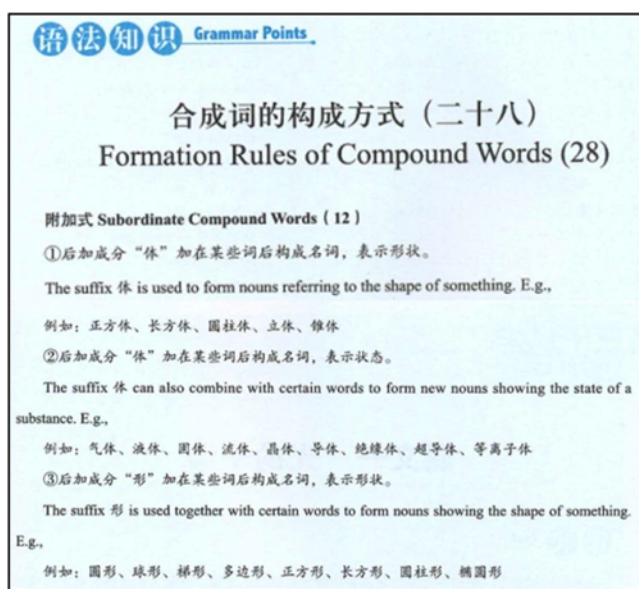 语法知识 Grammar Points
合成词的构成方式（二十八）
Formation Rules of Compound Words (28)
附加式 Subordinate Compound Words（12）
①后加成分“体”加在某些词后构成名词，表示形状。
The suffix 体 is used to form nouns referring to the shape of something. E.g.,
例如：正方体、长方体、圆柱体、立体、锥体
②后加成分“体”加在某些词后构成名词，表示状态。
The suffix 体 can also combine with certain words to form new nouns showing the state of a
substance. E.g.,
例如：气体、液体、固体、流体、晶体、导体、绝缘体、超导体、等离子体
③后加成分“形”加在某些词后构成名词，表示形状。
The suffix 形 is used together with certain words to form nouns showing the shape of something.
E.g.,
例如：圆形、球形、梯形、多边形、正方形、长方形、圆柱形、椭圆形